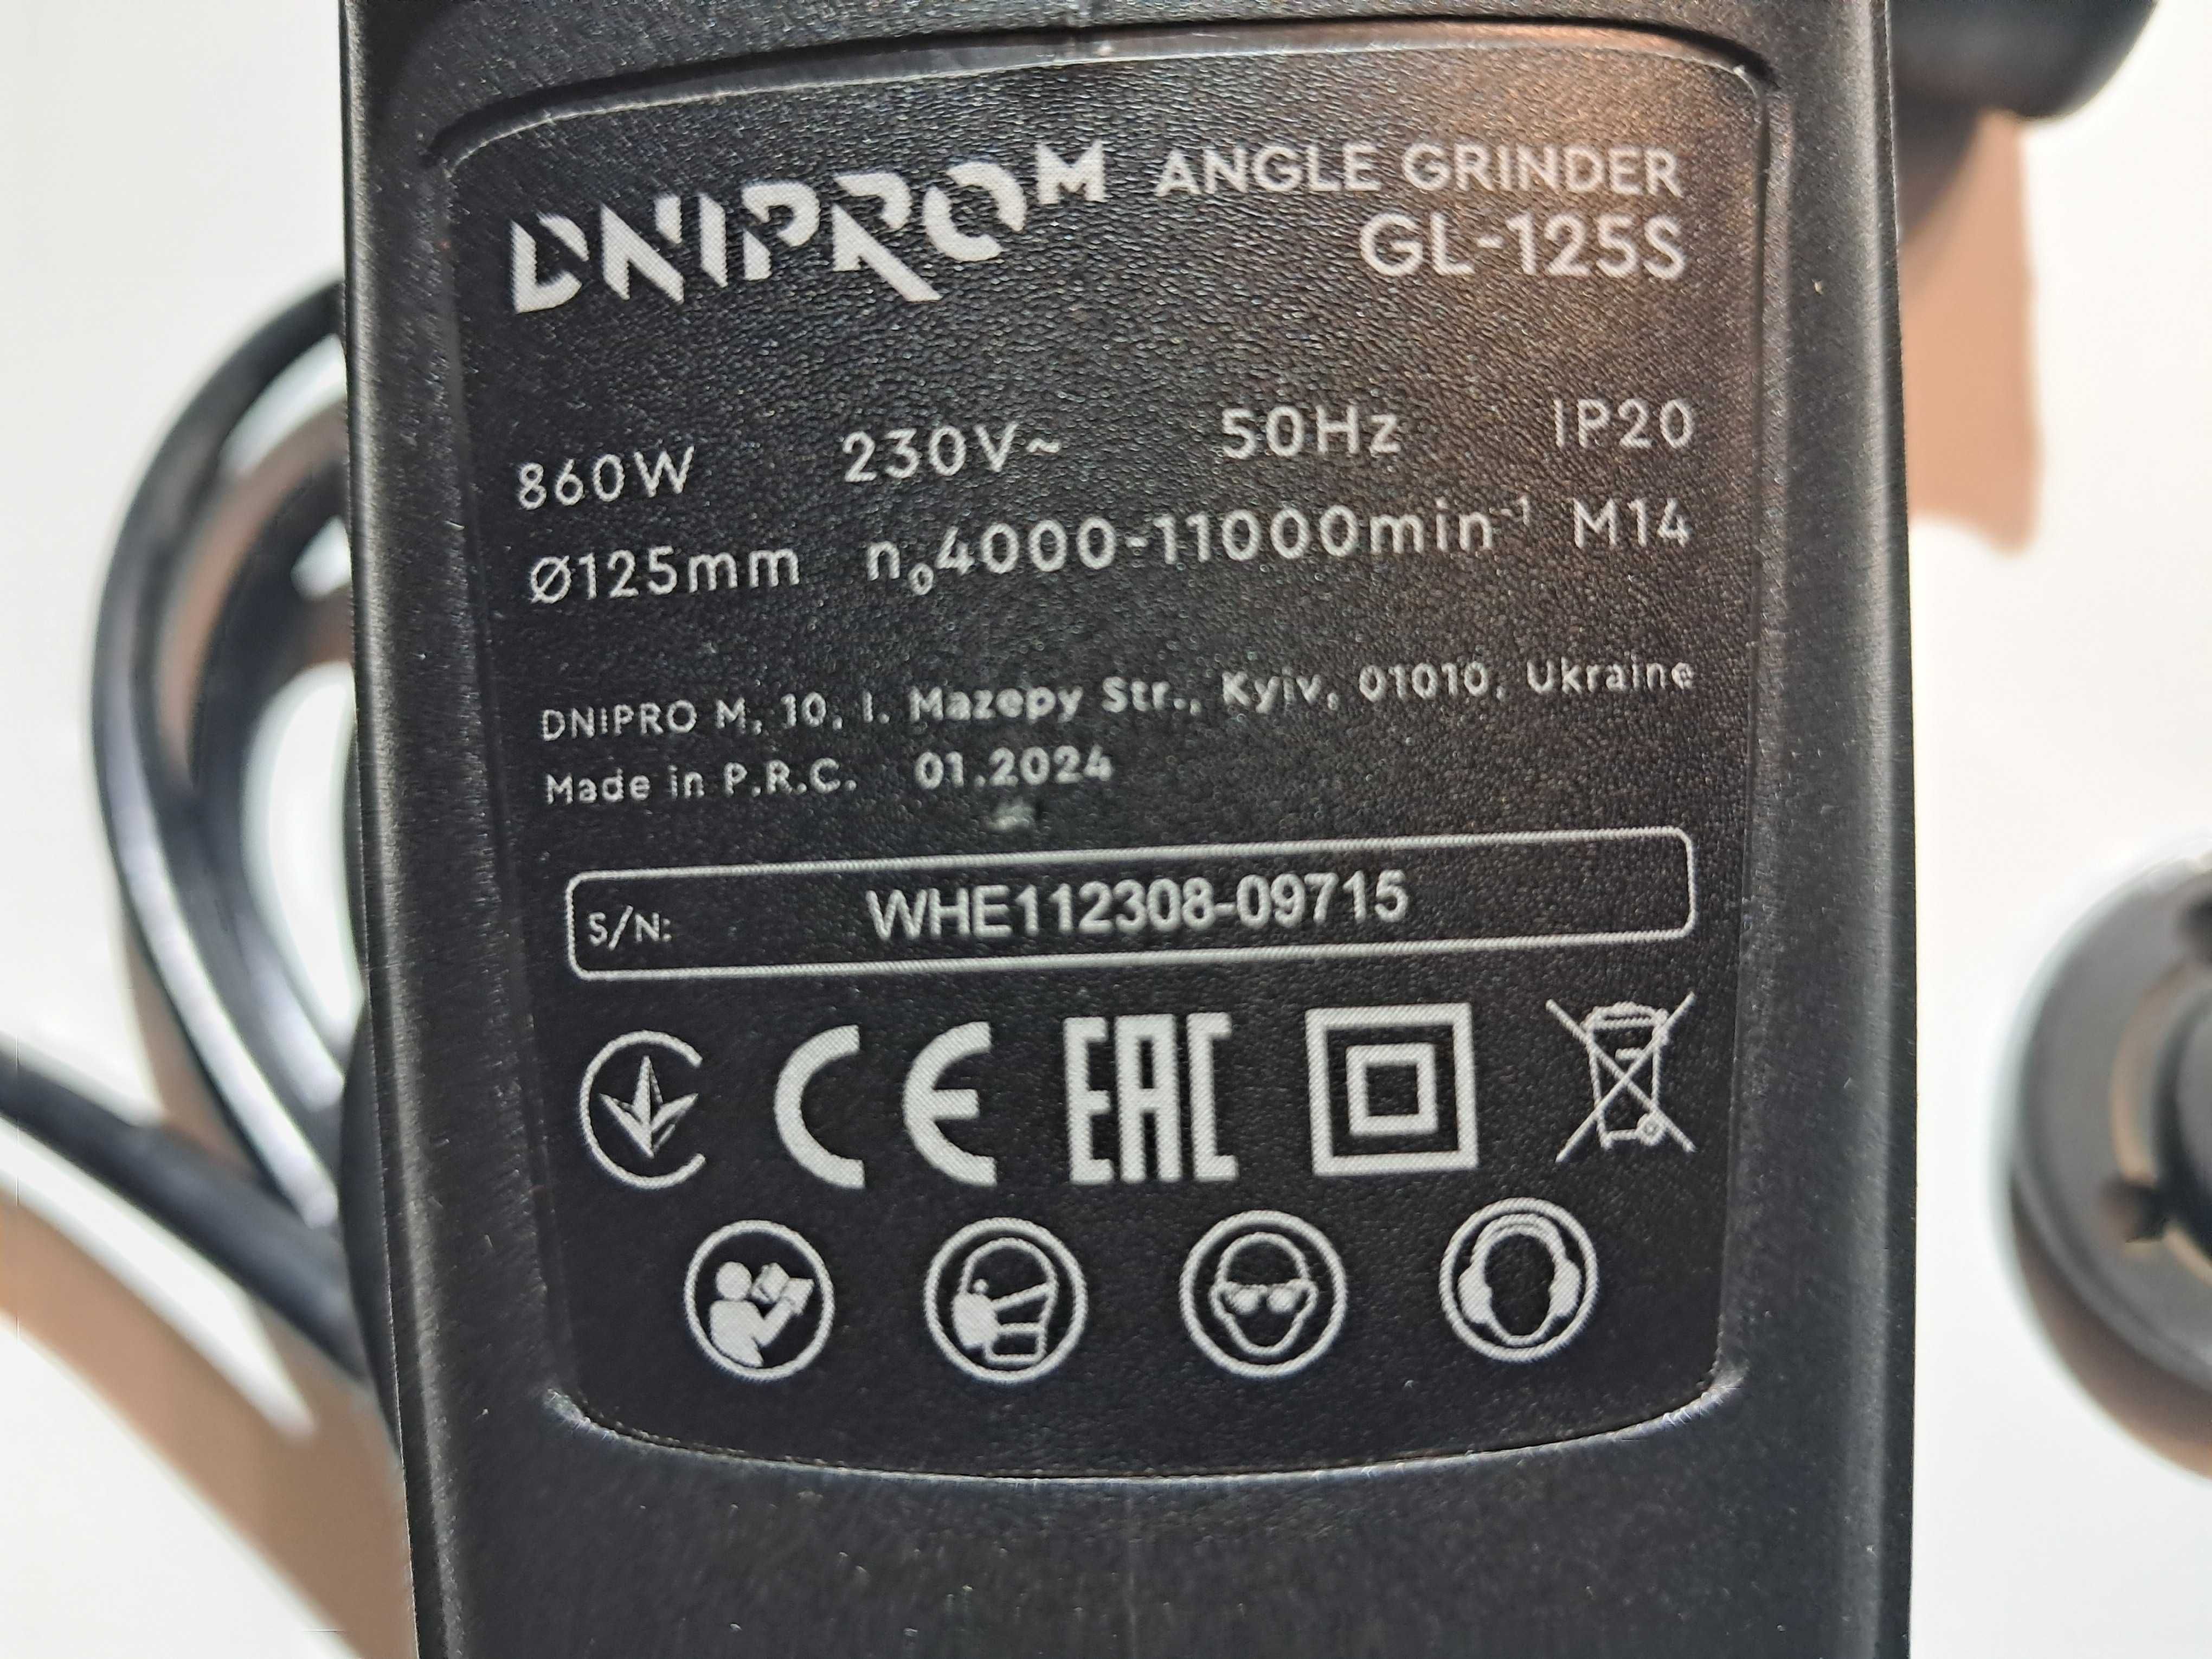 DNIPRO M ANGLE GRINDER
GL-125S
860W 230V~ 50Hz IP20
Ø125mm n₀4000-11000min⁻¹ M14
DNIPRO M, 10, I. Mazepy Str., Kyiv, 01010, Ukraine
Made in P.R.C. 01.2024
S/N: WHE112308-09715
CE EAC